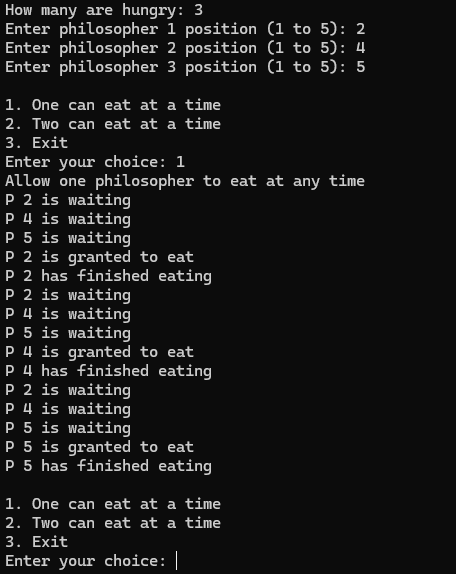 How many are hungry: 3
Enter philosopher 1 position (1 to 5): 2
Enter philosopher 2 position (1 to 5): 4
Enter philosopher 3 position (1 to 5): 5
1. One can eat at a time
2. Two can eat at a time
3. Exit
Enter your choice: 1
Allow one philosopher to eat at any time
P 2 is waiting
P 4 is waiting
P 5 is waiting
P 2 is granted to eat
P 2 has finished eating
P 2 is waiting
P 4 is waiting
P 5 is waiting
P 4 is granted to eat
P 4 has finished eating
P 2 is waiting
P 4 is waiting
P 5 is waiting
P 5 is granted to eat
P 5 has finished eating
1. One can eat at a time
2. Two can eat at a time
3. Exit
Enter your choice: